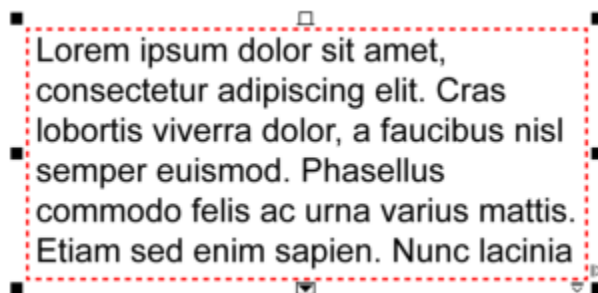 Lorem ipsum dolor sit amet,
consectetur adipiscing elit. Cras
lobortis viverra dolor, a faucibus nisl
semper euismod. Phasellus
commodo felis ac urna varius mattis.
Etiam sed enim sapien. Nunc lacinia